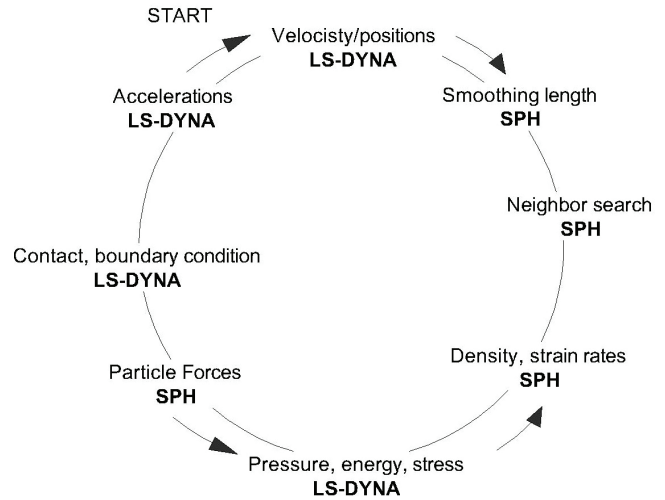 START
Velocisty/positions
LS-DYNA
Smoothing length
SPH
Neighbor search
SPH
Density, strain rates
SPH
Pressure, energy, stress
LS-DYNA
Particle Forces
SPH
Contact, boundary condition
LS-DYNA
Accelerations
LS-DYNA